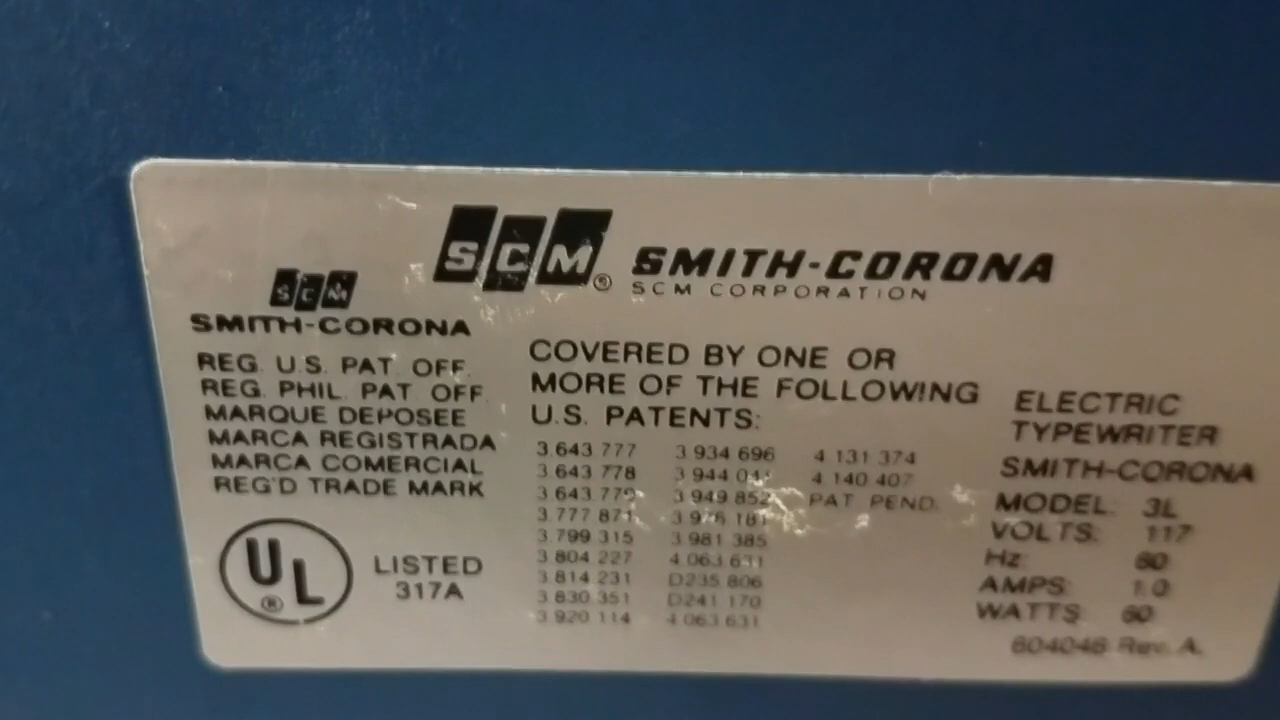 SCM® SMITH-CORONA
SCM CORPORATION
SCM
SMITH-CORONA
REG. U.S. PAT. OFF.
REG. PHIL. PAT. OFF.
MARQUE DEPOSEE
MARCA REGISTRADA
MARCA COMERCIAL
REG'D TRADE MARK
UL®
LISTED
317A
COVERED BY ONE OR
MORE OF THE FOLLOWING
U.S. PATENTS:
3 643 777 3 934 696 4 131 374
3 643 778 3 944 4 140 407
3 643 779 3 949 852 PAT PEND.
3 777 871 181
3 799 315 3 981 385
3 804 227 4 063 631
3 814 231 D235 806
3 830 351 D241 170
3 920 114 4 063 631
ELECTRIC
TYPEWRITER
SMITH-CORONA
MODEL: 3L
VOLTS: 117
Hz: 60
AMPS: 1.0
WATTS: 60
604046 Rev. A.